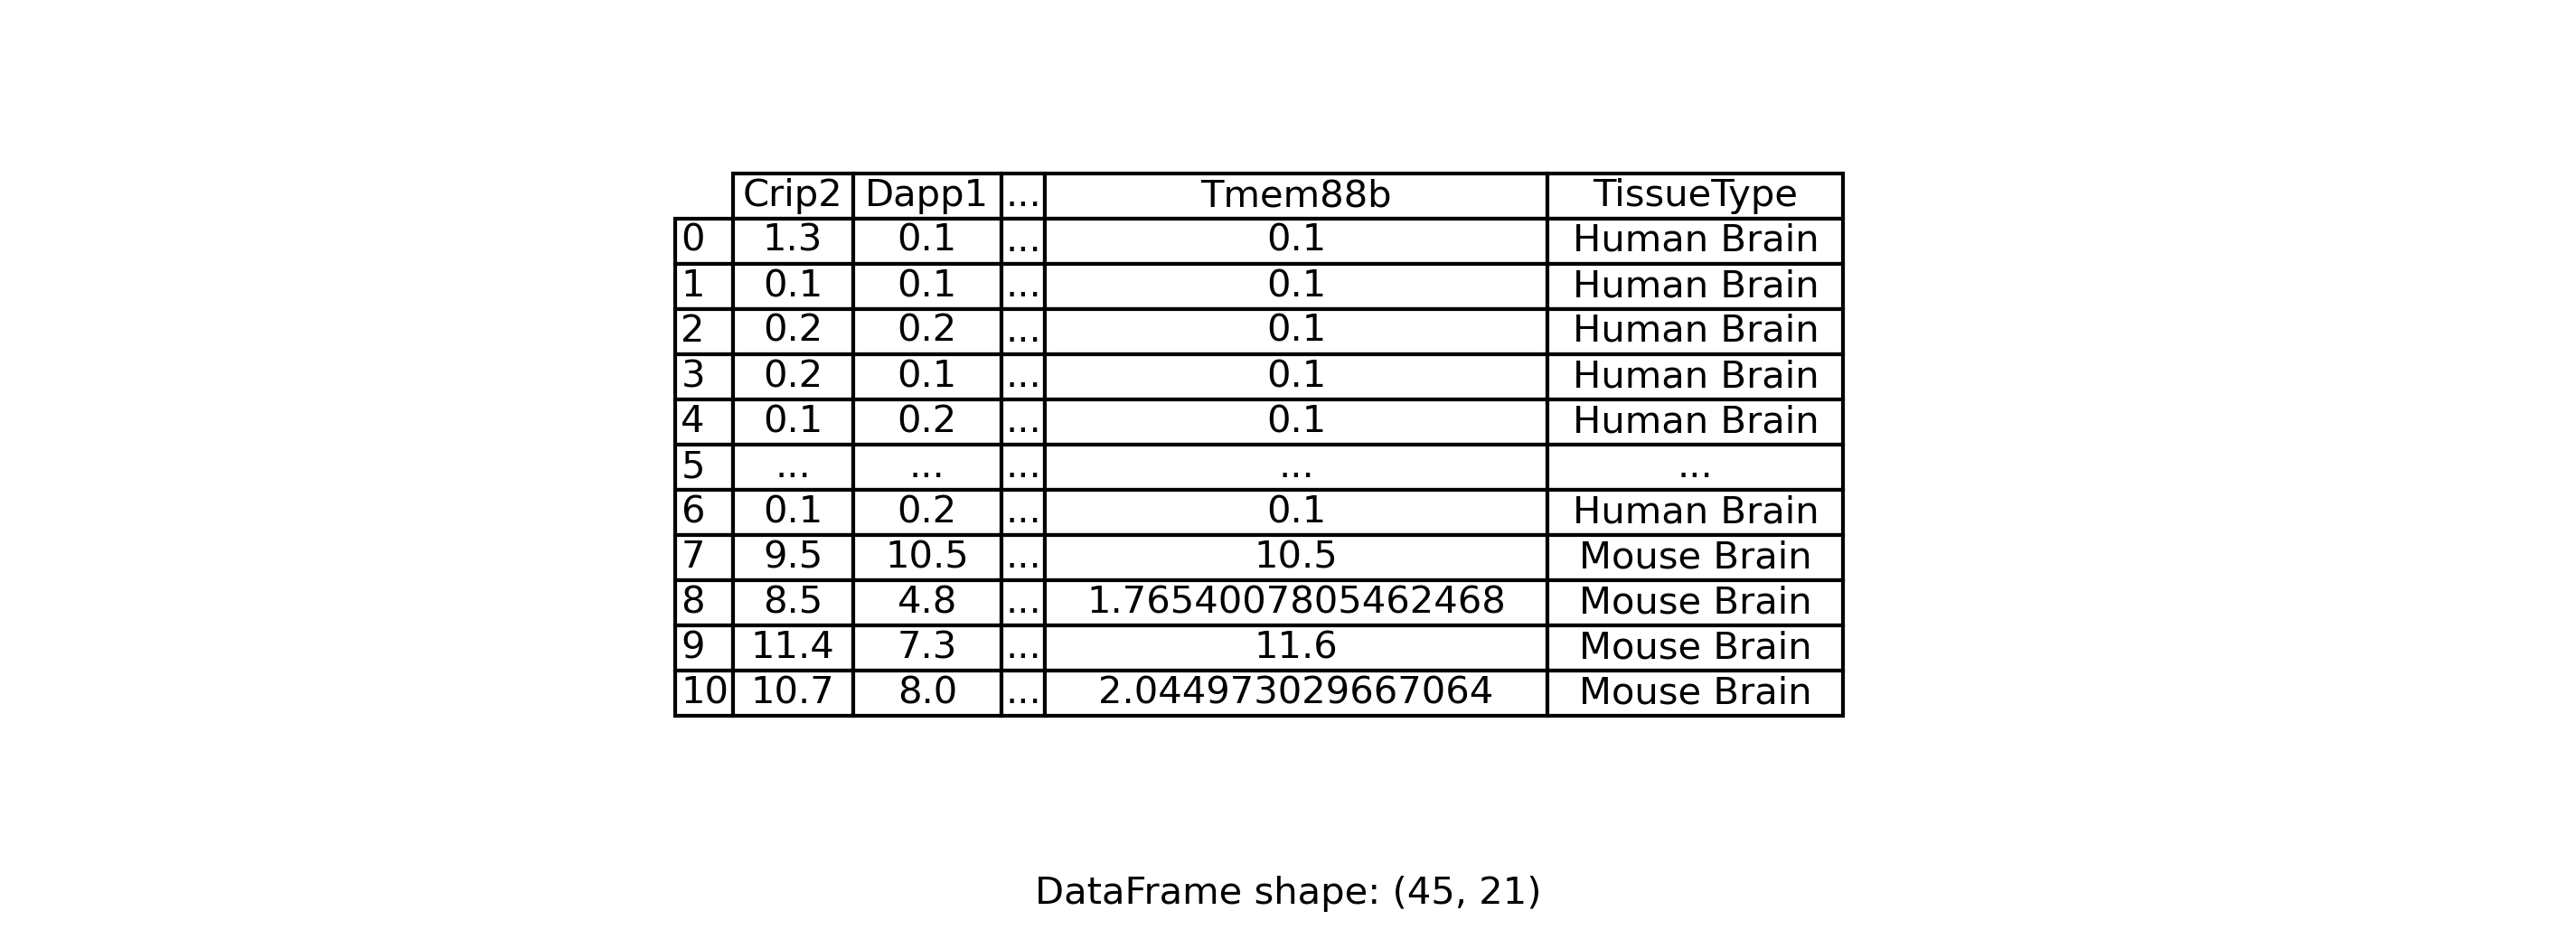 Crip2 Dapp1 ... Tmem88b TissueType
0 1.3 0.1 ... 0.1 Human Brain
1 0.1 0.1 ... 0.1 Human Brain
2 0.2 0.2 ... 0.1 Human Brain
3 0.2 0.1 ... 0.1 Human Brain
4 0.1 0.2 ... 0.1 Human Brain
5 ... ... ... ... ...
6 0.1 0.2 ... 0.1 Human Brain
7 9.5 10.5 ... 10.5 Mouse Brain
8 8.5 4.8 ... 1.7654007805462468 Mouse Brain
9 11.4 7.3 ... 11.6 Mouse Brain
10 10.7 8.0 ... 2.044973029667064 Mouse Brain
DataFrame shape: (45, 21)